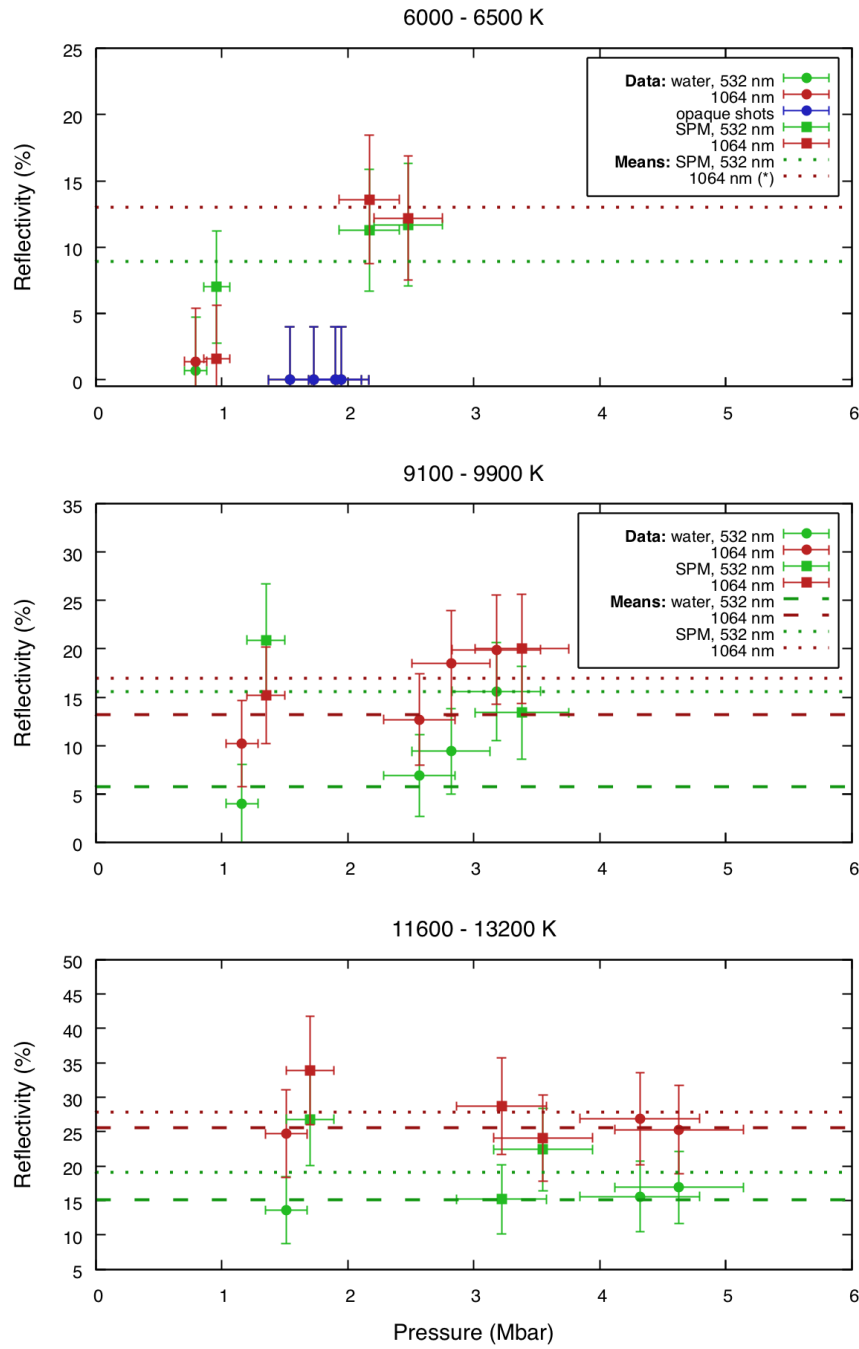 6000 - 6500 K
25
20
15
10
5
0
Reflectivity (%)
Data: water, 532 nm
1064 nm
opaque shots
SPM, 532 nm
1064 nm
Means: SPM, 532 nm
1064 nm (*)
0 1 2 3 4 5 6
9100 - 9900 K
35
30
25
20
15
10
5
0
Reflectivity (%)
Data: water, 532 nm
1064 nm
SPM, 532 nm
1064 nm
Means: water, 532 nm
1064 nm
SPM, 532 nm
1064 nm
0 1 2 3 4 5 6
11600 - 13200 K
50
45
40
35
30
25
20
15
10
5
Reflectivity (%)
0 1 2 3 4 5 6
Pressure (Mbar)